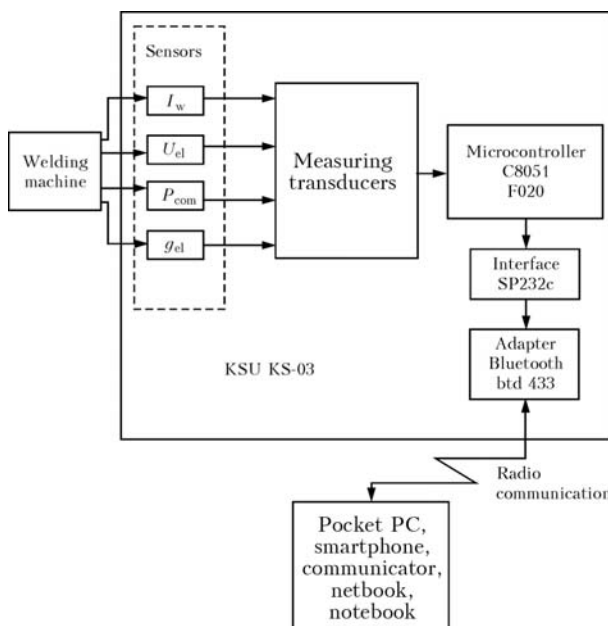 Sensors
I_w
U_el
P_com
g_el
Welding
machine
Measuring
transducers
Microcontroller
C8051
F020
Interface
SP232c
Adapter
Bluetooth
btd 433
KSU KS-03
Radio
communication
Pocket PC,
smartphone,
communicator,
netbook,
notebook